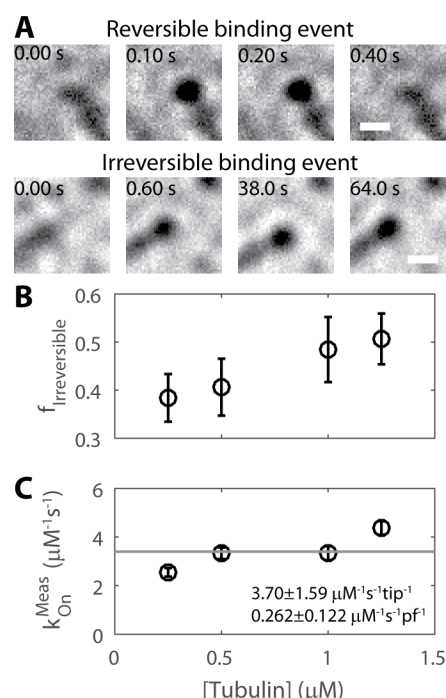 A
Reversible binding event
0.00 s 0.10 s 0.20 s 0.40 s
Irreversible binding event
0.00 s 0.60 s 38.0 s 64.0 s
B
0.6
0.5
0.4
0.3
fIrreversible
C
6
4
2
0
kOnMeas (μM-1s-1)
3.70±1.59 μM-1s-1tip-1
0.262±0.122 μM-1s-1pf-1
0 0.5 1 1.5
[Tubulin] (μM)